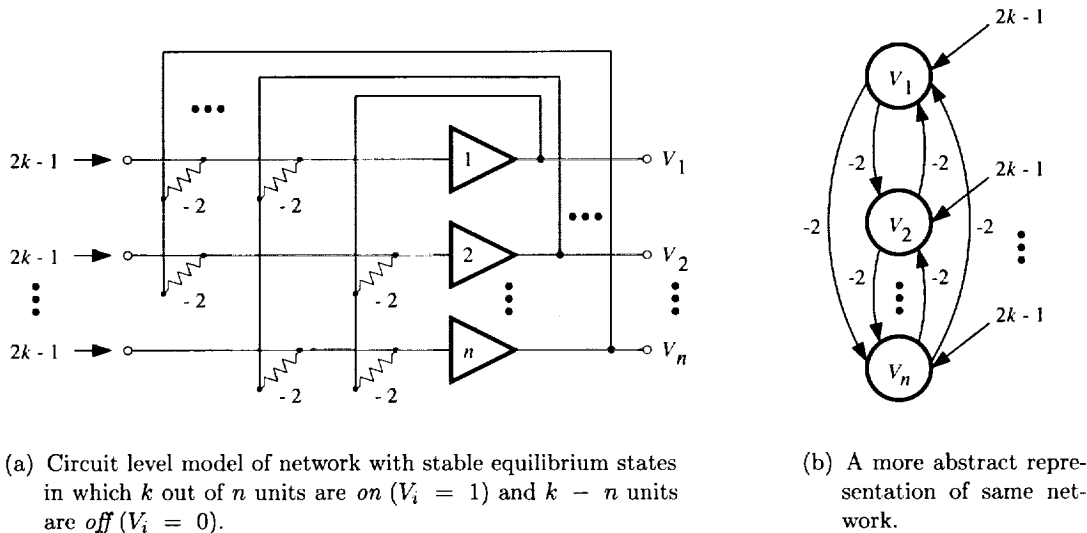 2k - 1
1
V1
- 2
- 2
2k - 1
2
V2
- 2
- 2
2k - 1
n
Vn
- 2
- 2
2k - 1
V1
-2
-2
2k - 1
-2
V2
-2
-2
-2
2k - 1
Vn
(a) Circuit level model of network with stable equilibrium states
in which k out of n units are on (Vi = 1) and k − n units
are off (Vi = 0).
(b) A more abstract repre-
sentation of same net-
work.